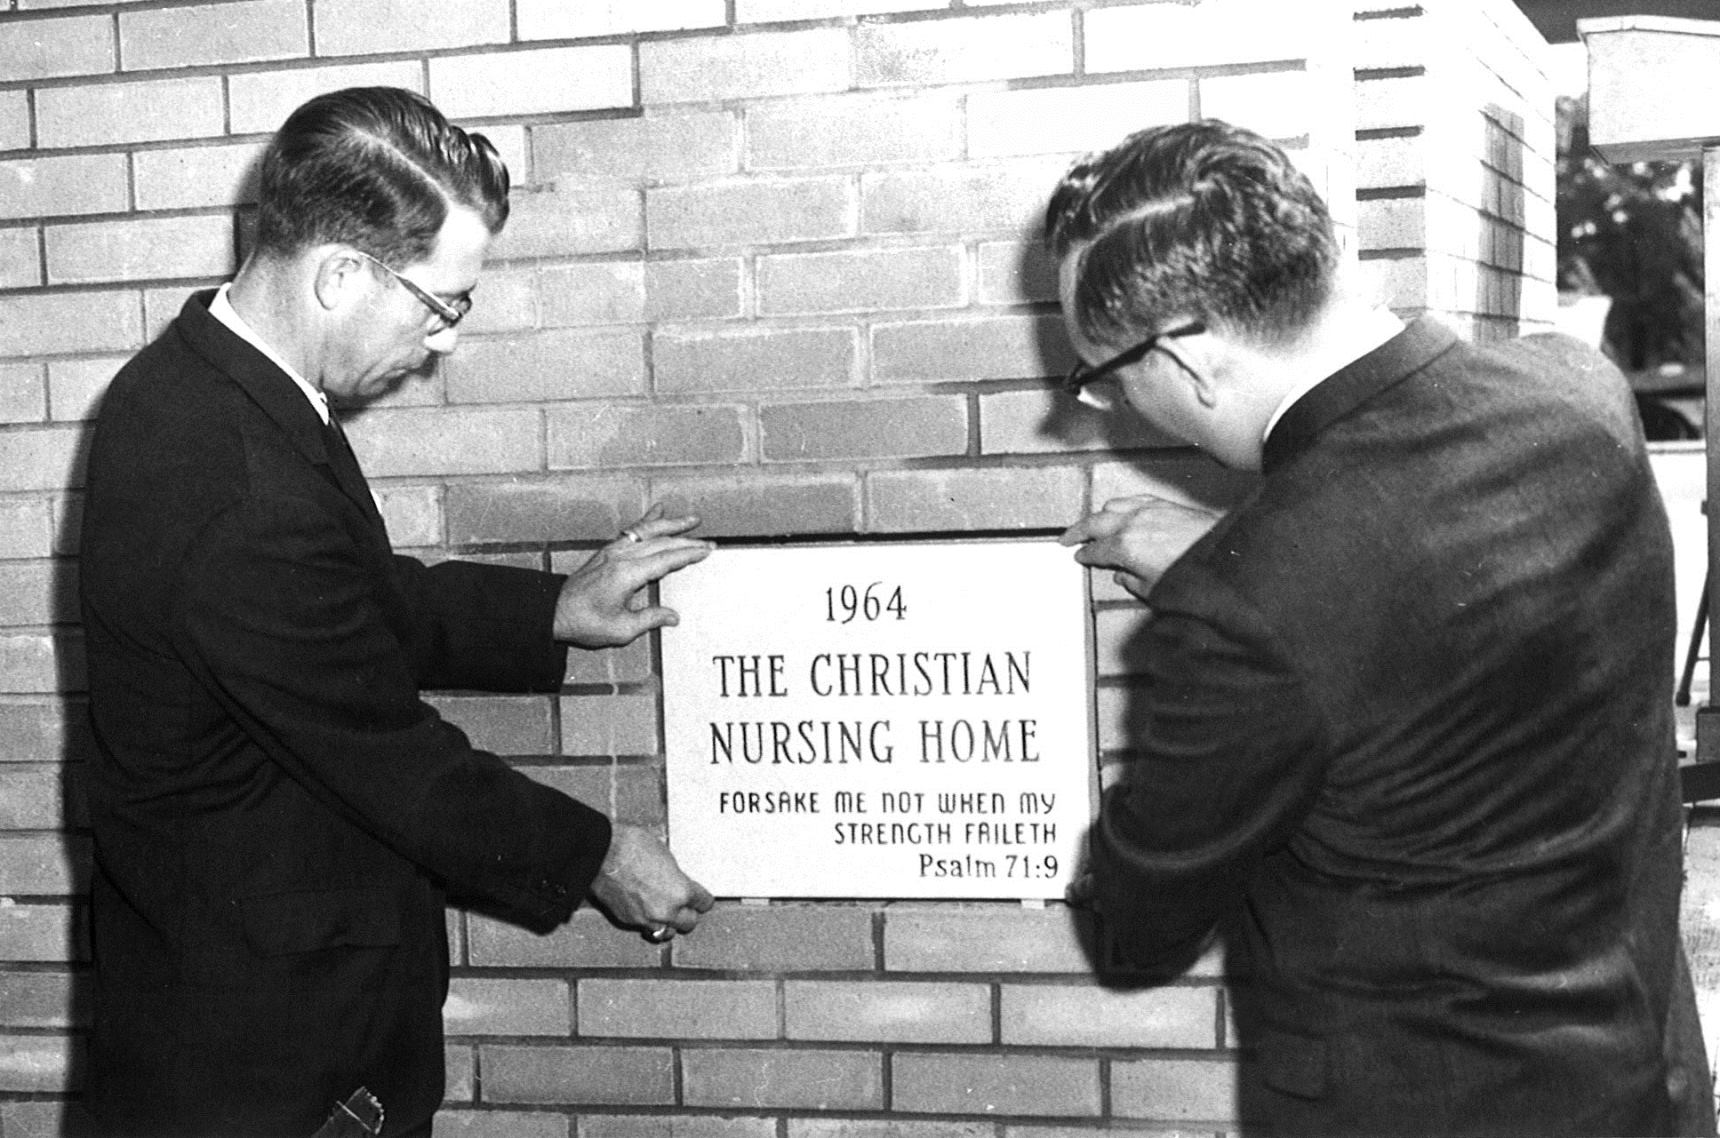 1964
THE CHRISTIAN
NURSING HOME
FORSAKE ME NOT WHEN MY
STRENGTH FAILETH
Psalm 71:9